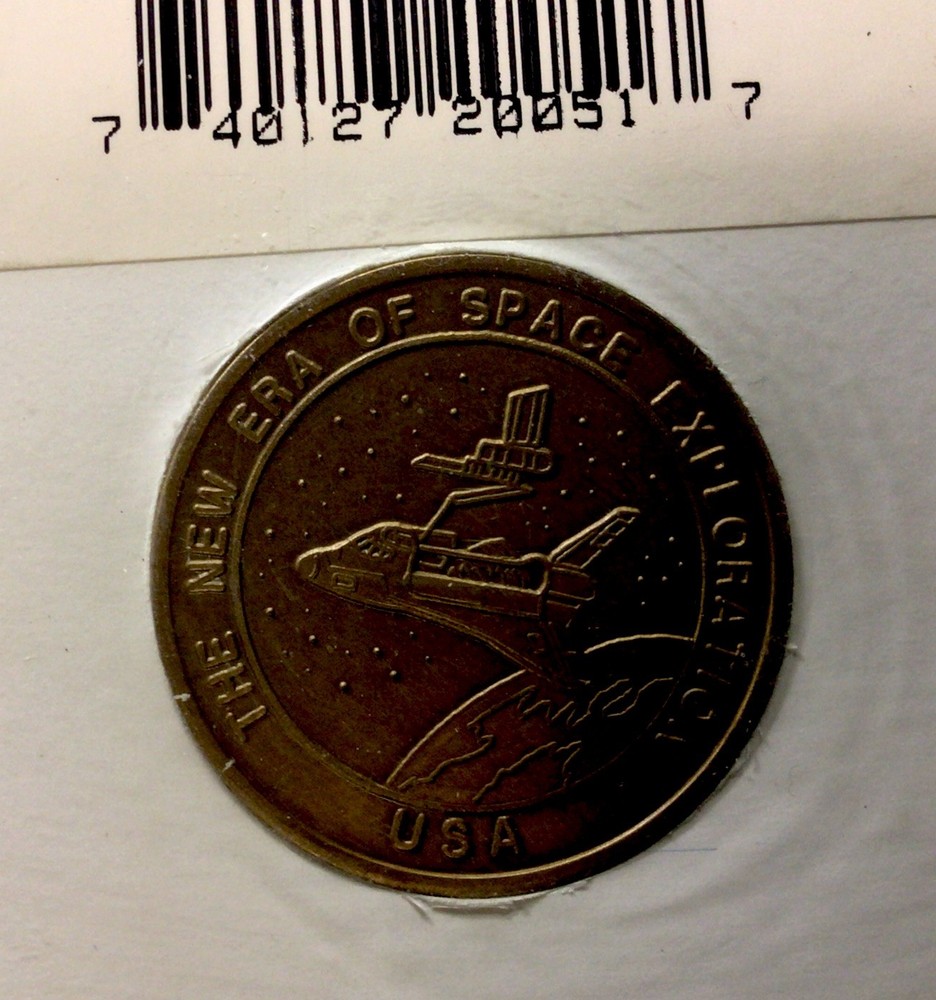 7 40127 20051 7
THE NEW ERA OF SPACE EXPLORATION
USA